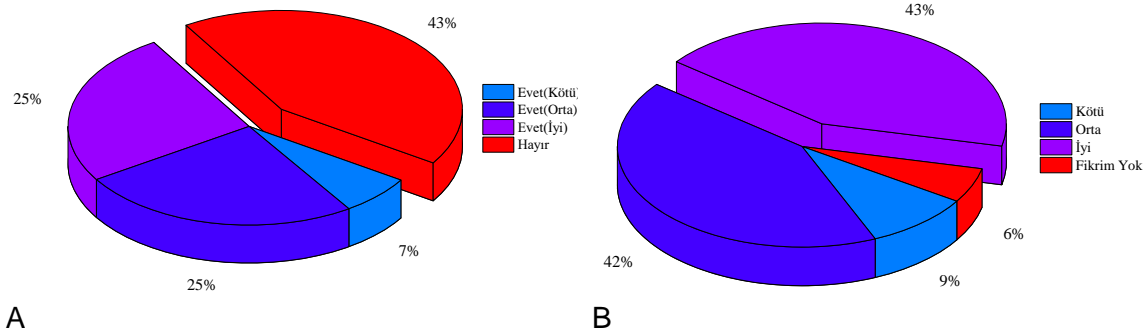 43%
25%
7%
25%
Evet(Kötü)
Evet(Orta)
Evet(İyi)
Hayır
A
43%
6%
9%
42%
Kötü
Orta
İyi
Fikrim Yok
B